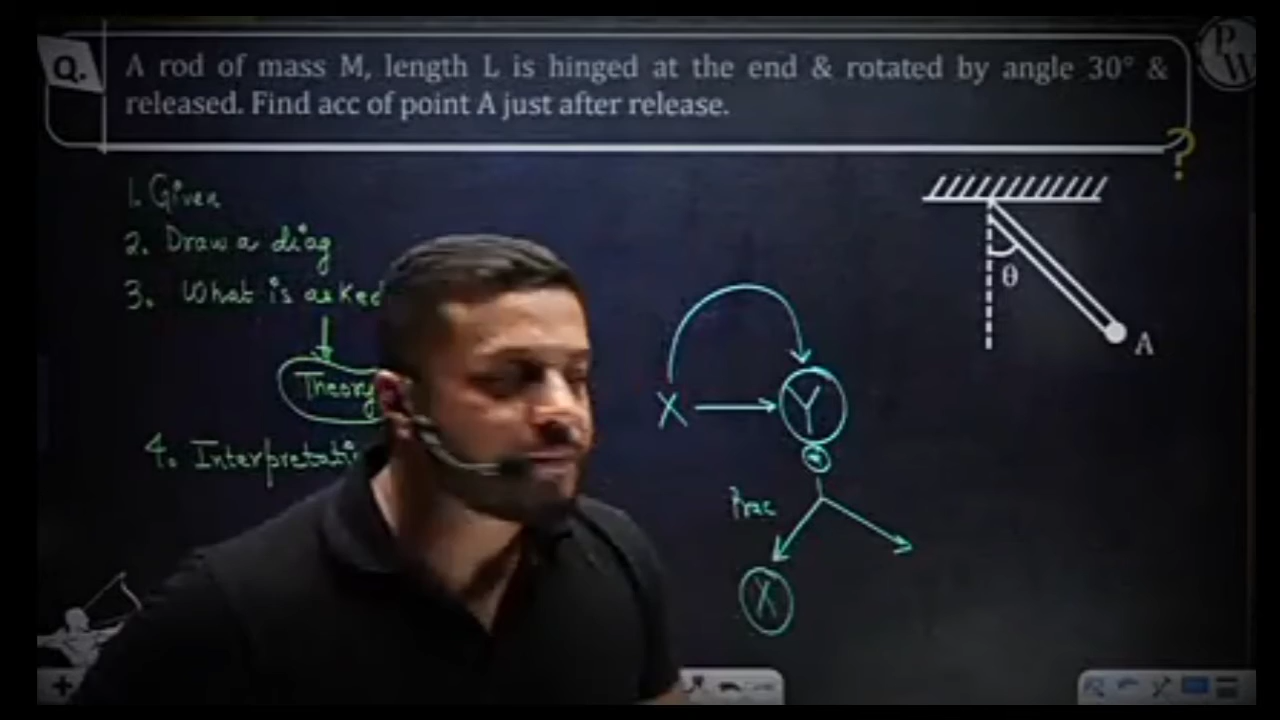 Q. A rod of mass M, length L is hinged at the end & rotated by angle 30° &
released. Find acc of point A just after release.
PW
?
1. Given
2. Draw a diag
3. What is asked
Theory
4. Interpretati
θ
A
X
Y
X